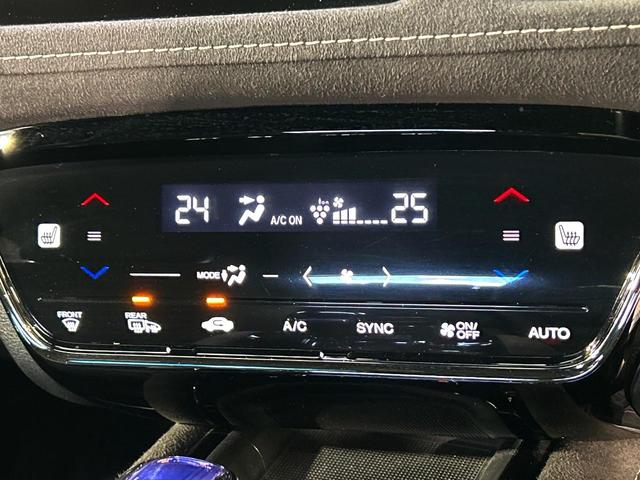 24 A/C ON 25
MODE
FRONT REAR
A/C SYNC ON/OFF AUTO